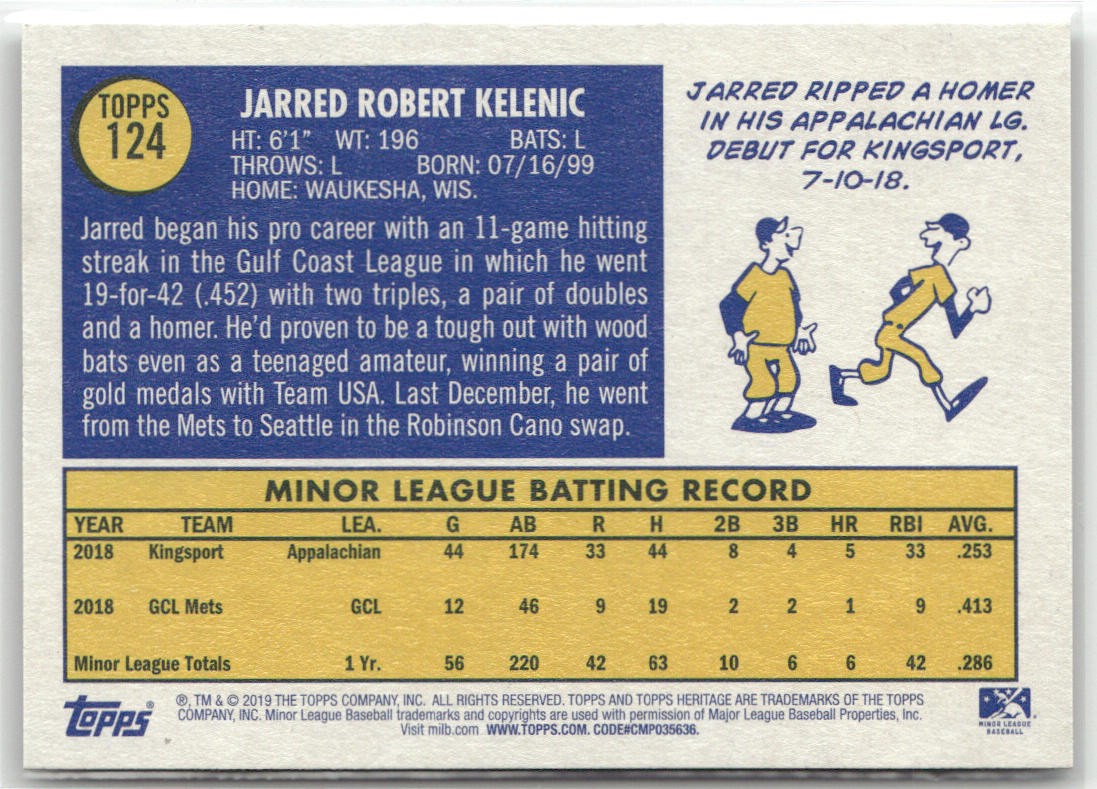 TOPPS
124
JARRED ROBERT KELENIC
HT: 6'1" WT: 196 BATS: L
THROWS: L BORN: 07/16/99
HOME: WAUKESHA, WIS.
Jarred began his pro career with an 11-game hitting
streak in the Gulf Coast League in which he went
19-for-42 (.452) with two triples, a pair of doubles
and a homer. He'd proven to be a tough out with wood
bats even as a teenaged amateur, winning a pair of
gold medals with Team USA. Last December, he went
from the Mets to Seattle in the Robinson Cano swap.
JARRED RIPPED A HOMER
IN HIS APPALACHIAN LG.
DEBUT FOR KINGSPORT,
7-10-18.
MINOR LEAGUE BATTING RECORD
YEAR TEAM LEA. G AB R H 2B 3B HR RBI AVG.
2018 Kingsport Appalachian 44 174 33 44 8 4 5 33 .253
2018 GCL Mets GCL 12 46 9 19 2 2 1 9 .413
Minor League Totals 1 Yr. 56 220 42 63 10 6 6 42 .286
topps®
®, TM & © 2019 THE TOPPS COMPANY, INC. ALL RIGHTS RESERVED. TOPPS AND TOPPS HERITAGE ARE TRADEMARKS OF THE TOPPS
COMPANY, INC. Minor League Baseball trademarks and copyrights are used with permission of Major League Baseball Properties, Inc.
Visit milb.com. WWW.TOPPS.COM. CODE#CMP035636.
MINOR LEAGUE
BASEBALL